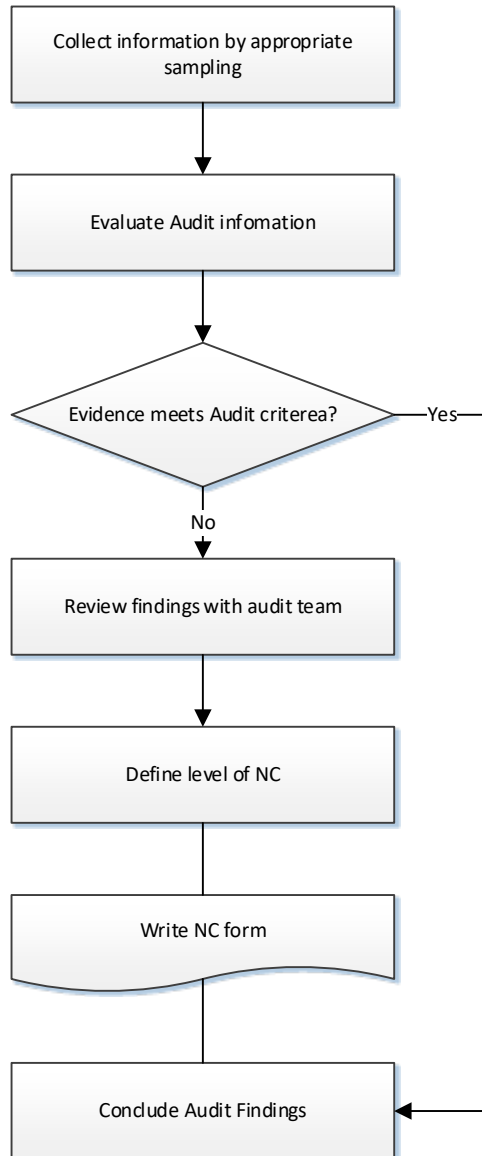 Collect information by appropriate
sampling
Evaluate Audit infomation
Evidence meets Audit criterea?
Yes
No
Review findings with audit team
Define level of NC
Write NC form
Conclude Audit Findings